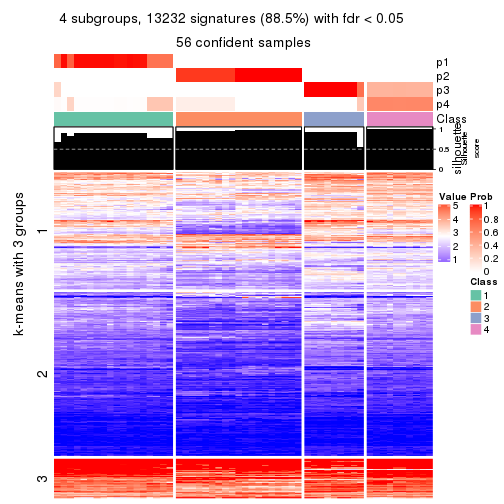 4 subgroups, 13232 signatures (88.5%) with fdr < 0.05
56 confident samples
p1
p2
p3
p4
Class
silhouette
Silhouette
score
1
0.5
0
k-means with 3 groups
1
2
3
Value
5
4
3
2
1
Prob
1
0.8
0.6
0.4
0.2
0
Class
1
2
3
4